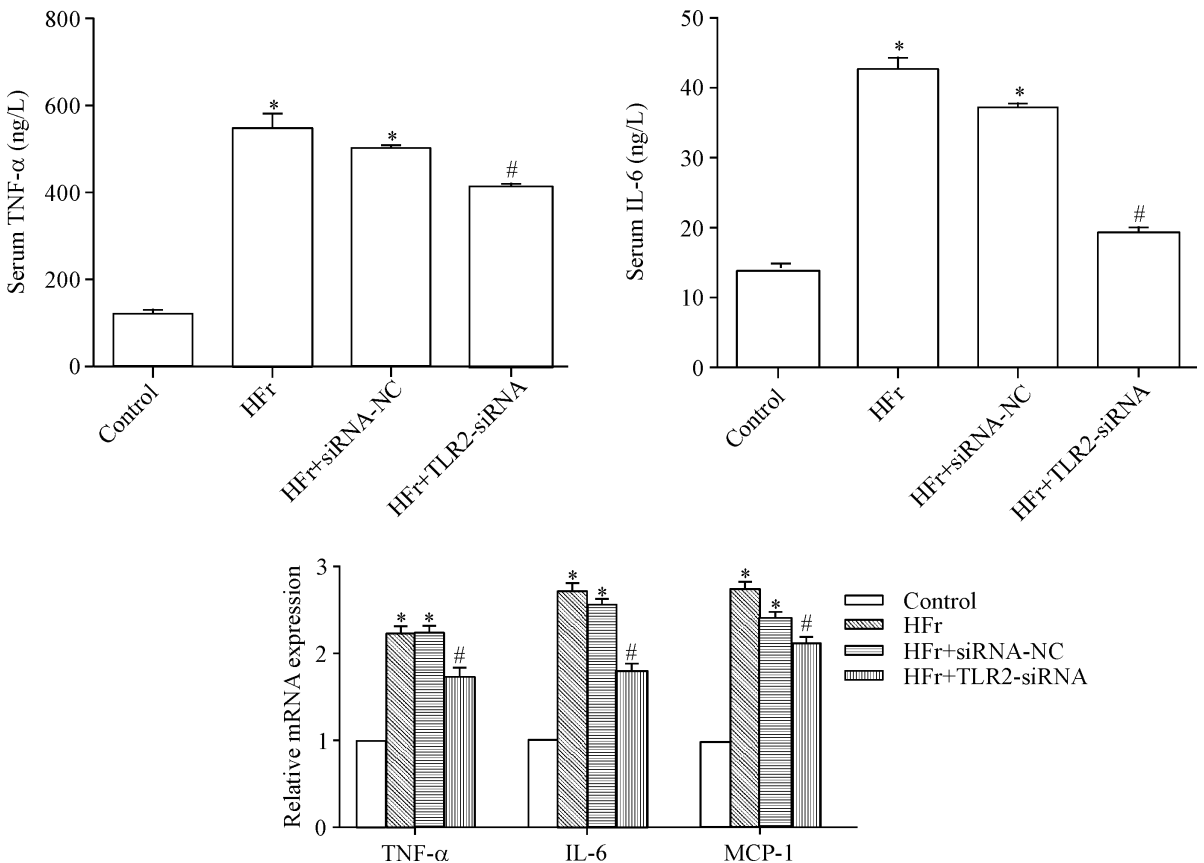 Serum TNF-α (ng/L)
800
600
400
200
0
*
*
#
Control
HFr
HFr+siRNA-NC
HFr+TLR2-siRNA
Serum IL-6 (ng/L)
50
40
30
20
10
0
*
*
#
Control
HFr
HFr+siRNA-NC
HFr+TLR2-siRNA
Relative mRNA expression
3
2
1
0
* * #
* * #
* * #
TNF-α IL-6 MCP-1
Control
HFr
HFr+siRNA-NC
HFr+TLR2-siRNA